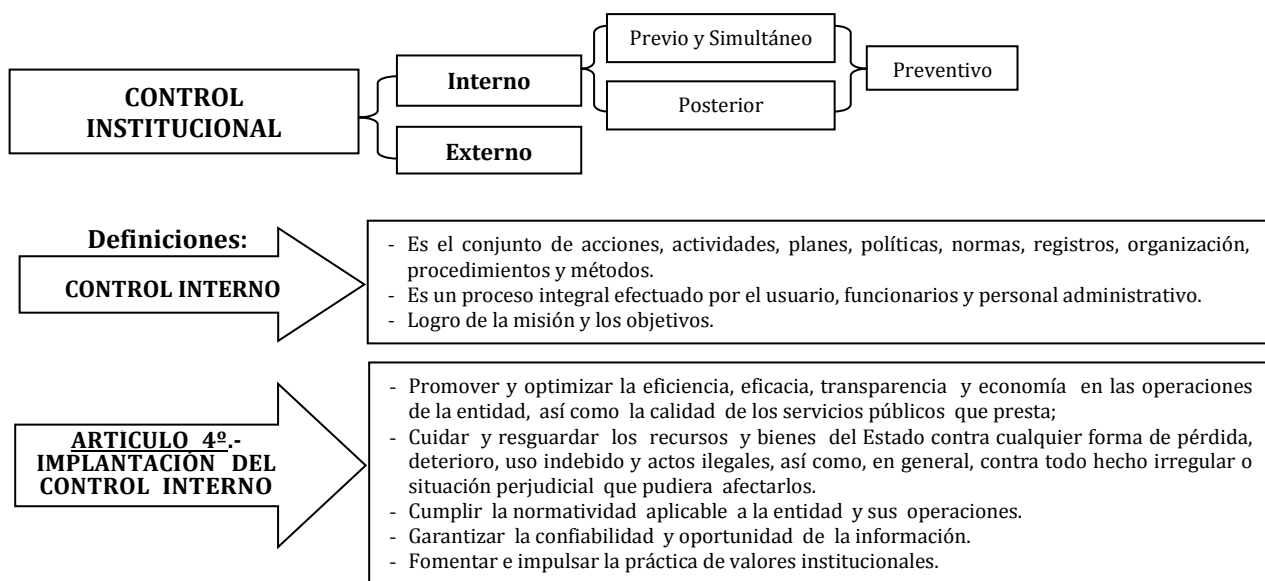 CONTROL
INSTITUCIONAL
Interno
Externo
Previo y Simultáneo
Posterior
Preventivo
Definiciones:
CONTROL INTERNO
- Es el conjunto de acciones, actividades, planes, políticas, normas, registros, organización,
procedimientos y métodos.
- Es un proceso integral efectuado por el usuario, funcionarios y personal administrativo.
- Logro de la misión y los objetivos.
ARTICULO 4º.-
IMPLANTACIÓN DEL
CONTROL INTERNO
- Promover y optimizar la eficiencia, eficacia, transparencia y economía en las operaciones
de la entidad, así como la calidad de los servicios públicos que presta;
- Cuidar y resguardar los recursos y bienes del Estado contra cualquier forma de pérdida,
deterioro, uso indebido y actos ilegales, así como, en general, contra todo hecho irregular o
situación perjudicial que pudiera afectarlos.
- Cumplir la normatividad aplicable a la entidad y sus operaciones.
- Garantizar la confiabilidad y oportunidad de la información.
- Fomentar e impulsar la práctica de valores institucionales.